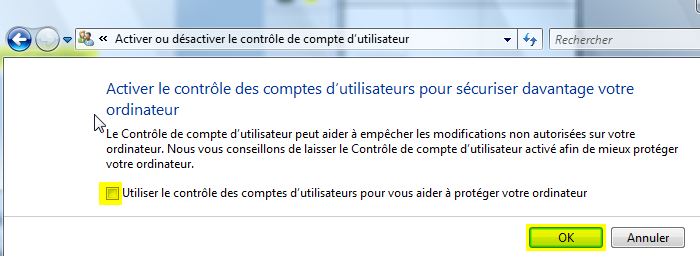 « Activer ou désactiver le contrôle de compte d'utilisateur
Rechercher
Activer le contrôle des comptes d'utilisateurs pour sécuriser davantage votre
ordinateur
Le Contrôle de compte d'utilisateur peut aider à empêcher les modifications non autorisées sur votre
ordinateur. Nous vous conseillons de laisser le Contrôle de compte d'utilisateur activé afin de mieux protéger
votre ordinateur.
Utiliser le contrôle des comptes d'utilisateurs pour vous aider à protéger votre ordinateur
OK
Annuler